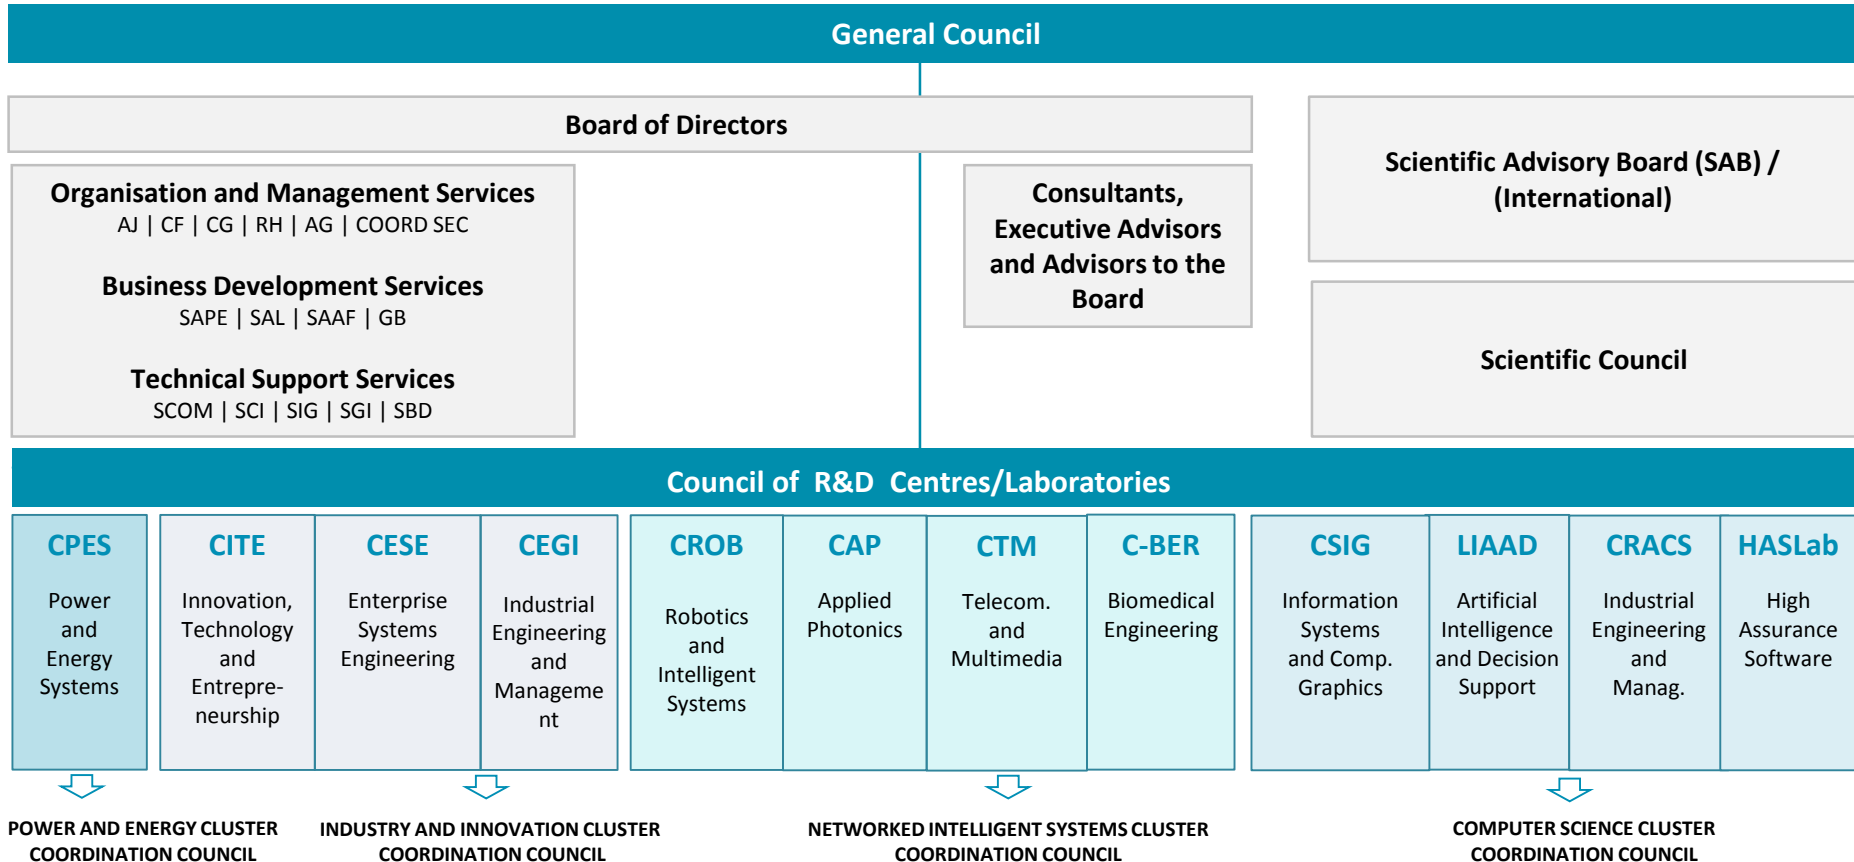 General Council
Board of Directors
Organisation and Management Services
AJ | CF | CG | RH | AG | COORD SEC
Business Development Services
SAPE | SAL | SAAF | GB
Technical Support Services
SCOM | SCI | SIG | SGI | SBD
Consultants,
Executive Advisors
and Advisors to the
Board
Scientific Advisory Board (SAB) /
(International)
Scientific Council
Council of R&D Centres/Laboratories
CPES
Power
and
Energy
Systems
CITE
Innovation,
Technology
and
Entrepre-
neurship
CESE
Enterprise
Systems
Engineering
CEGI
Industrial
Engineering
and
Manageme
nt
CROB
Robotics
and
Intelligent
Systems
CAP
Applied
Photonics
CTM
Telecom.
and
Multimedia
C-BER
Biomedical
Engineering
CSIG
Information
Systems
and Comp.
Graphics
LIAAD
Artificial
Intelligence
and Decision
Support
CRACS
Industrial
Engineering
and
Manag.
HASLab
High
Assurance
Software
POWER AND ENERGY CLUSTER
COORDINATION COUNCIL
INDUSTRY AND INNOVATION CLUSTER
COORDINATION COUNCIL
NETWORKED INTELLIGENT SYSTEMS CLUSTER
COORDINATION COUNCIL
COMPUTER SCIENCE CLUSTER
COORDINATION COUNCIL